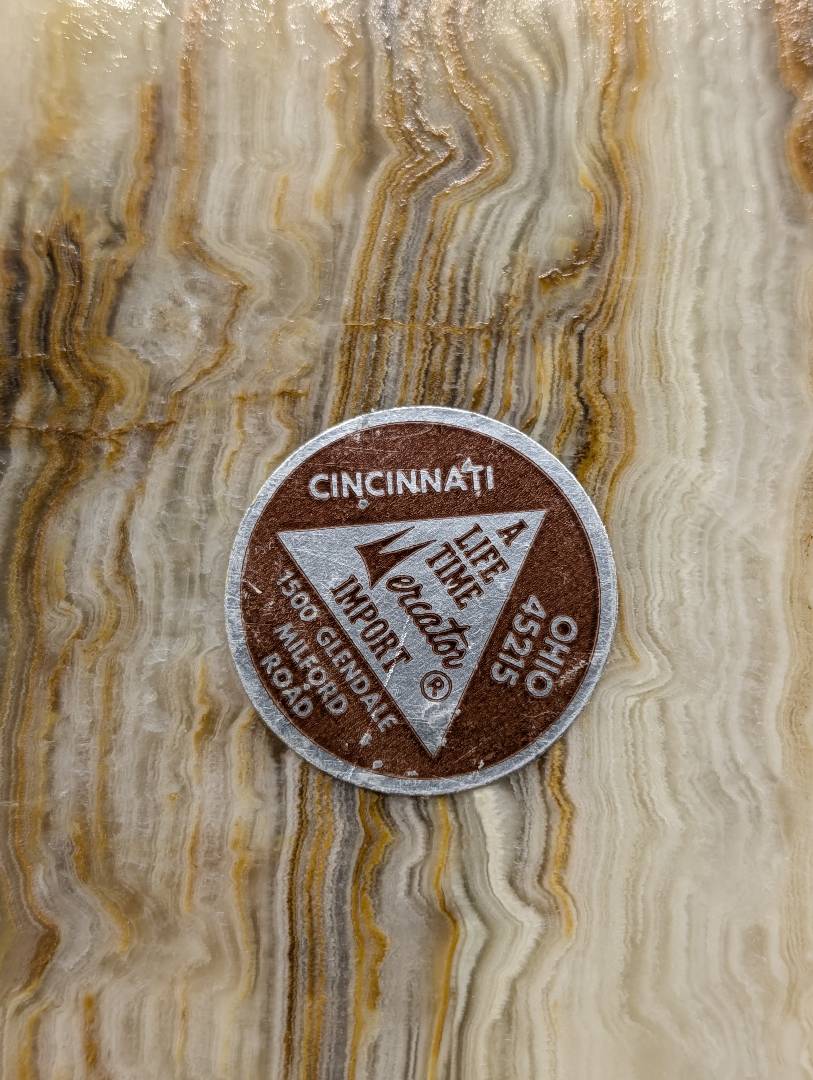 CINCINNATI
A
LIFE
TIME
Mercator
IMPORT
®
1500 GLENDALE
MILFORD
ROAD
OHIO
45215